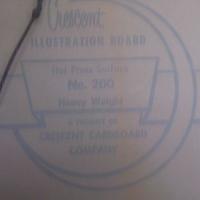 Crescent
ILLUSTRATION BOARD
Hot Press Surface
No. 200
Heavy Weight
A PRODUCT OF
CRESCENT CARDBOARD
COMPANY